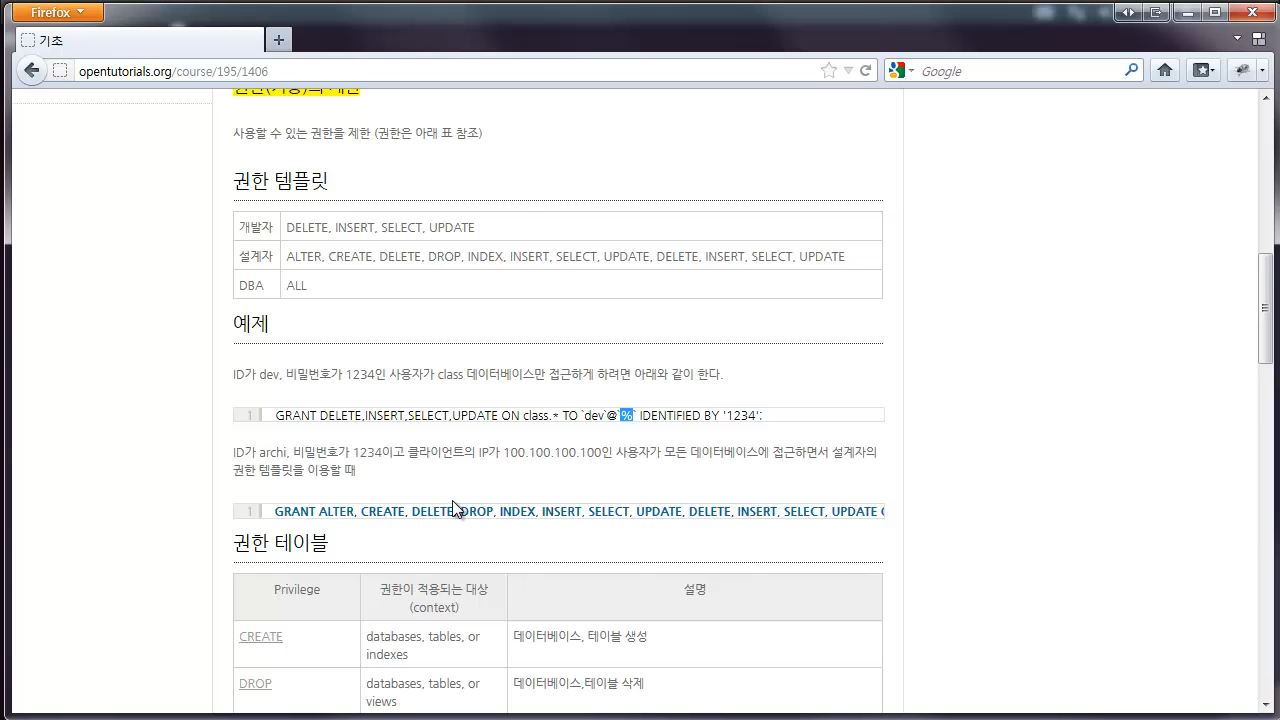 Firefox
기초
opentutorials.org/course/195/1406
Google
사용할 수 있는 권한을 제한 (권한은 아래 표 참조)
권한 템플릿
개발자 DELETE, INSERT, SELECT, UPDATE
설계자 ALTER, CREATE, DELETE, DROP, INDEX, INSERT, SELECT, UPDATE, DELETE, INSERT, SELECT, UPDATE
DBA ALL
예제
ID가 dev, 비밀번호가 1234인 사용자가 class 데이터베이스만 접근하게 하려면 아래와 같이 한다.
1 GRANT DELETE,INSERT,SELECT,UPDATE ON class.* TO `dev`@`%` IDENTIFIED BY '1234';
ID가 archi, 비밀번호가 1234이고 클라이언트의 IP가 100.100.100.100인 사용자가 모든 데이터베이스에 접근하면서 설계자의
권한 템플릿을 이용할 때
1 GRANT ALTER, CREATE, DELETE, DROP, INDEX, INSERT, SELECT, UPDATE, DELETE, INSERT, SELECT, UPDATE
권한 테이블
Privilege 권한이 적용되는 대상 설명
(context)
CREATE databases, tables, or 데이터베이스, 테이블 생성
indexes
DROP databases, tables, or 데이터베이스,테이블 삭제
views